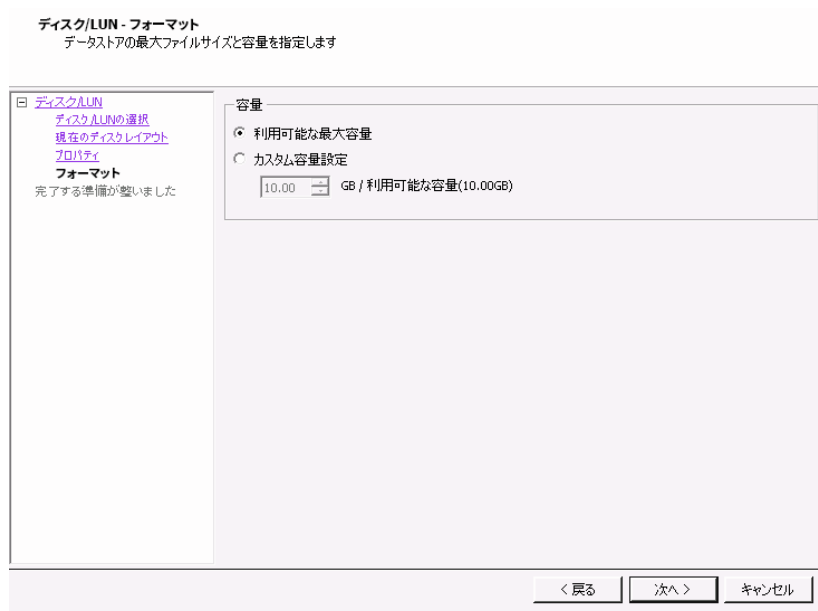 ディスク/LUN - フォーマット
データストアの最大ファイルサイズと容量を指定します
ディスク/LUN
ディスク/LUNの選択
現在のディスク レイアウト
プロパティ
フォーマット
完了する準備が整いました
容量
利用可能な最大容量
カスタム容量設定
10.00 GB / 利用可能な容量(10.00GB)
< 戻る 次へ > キャンセル